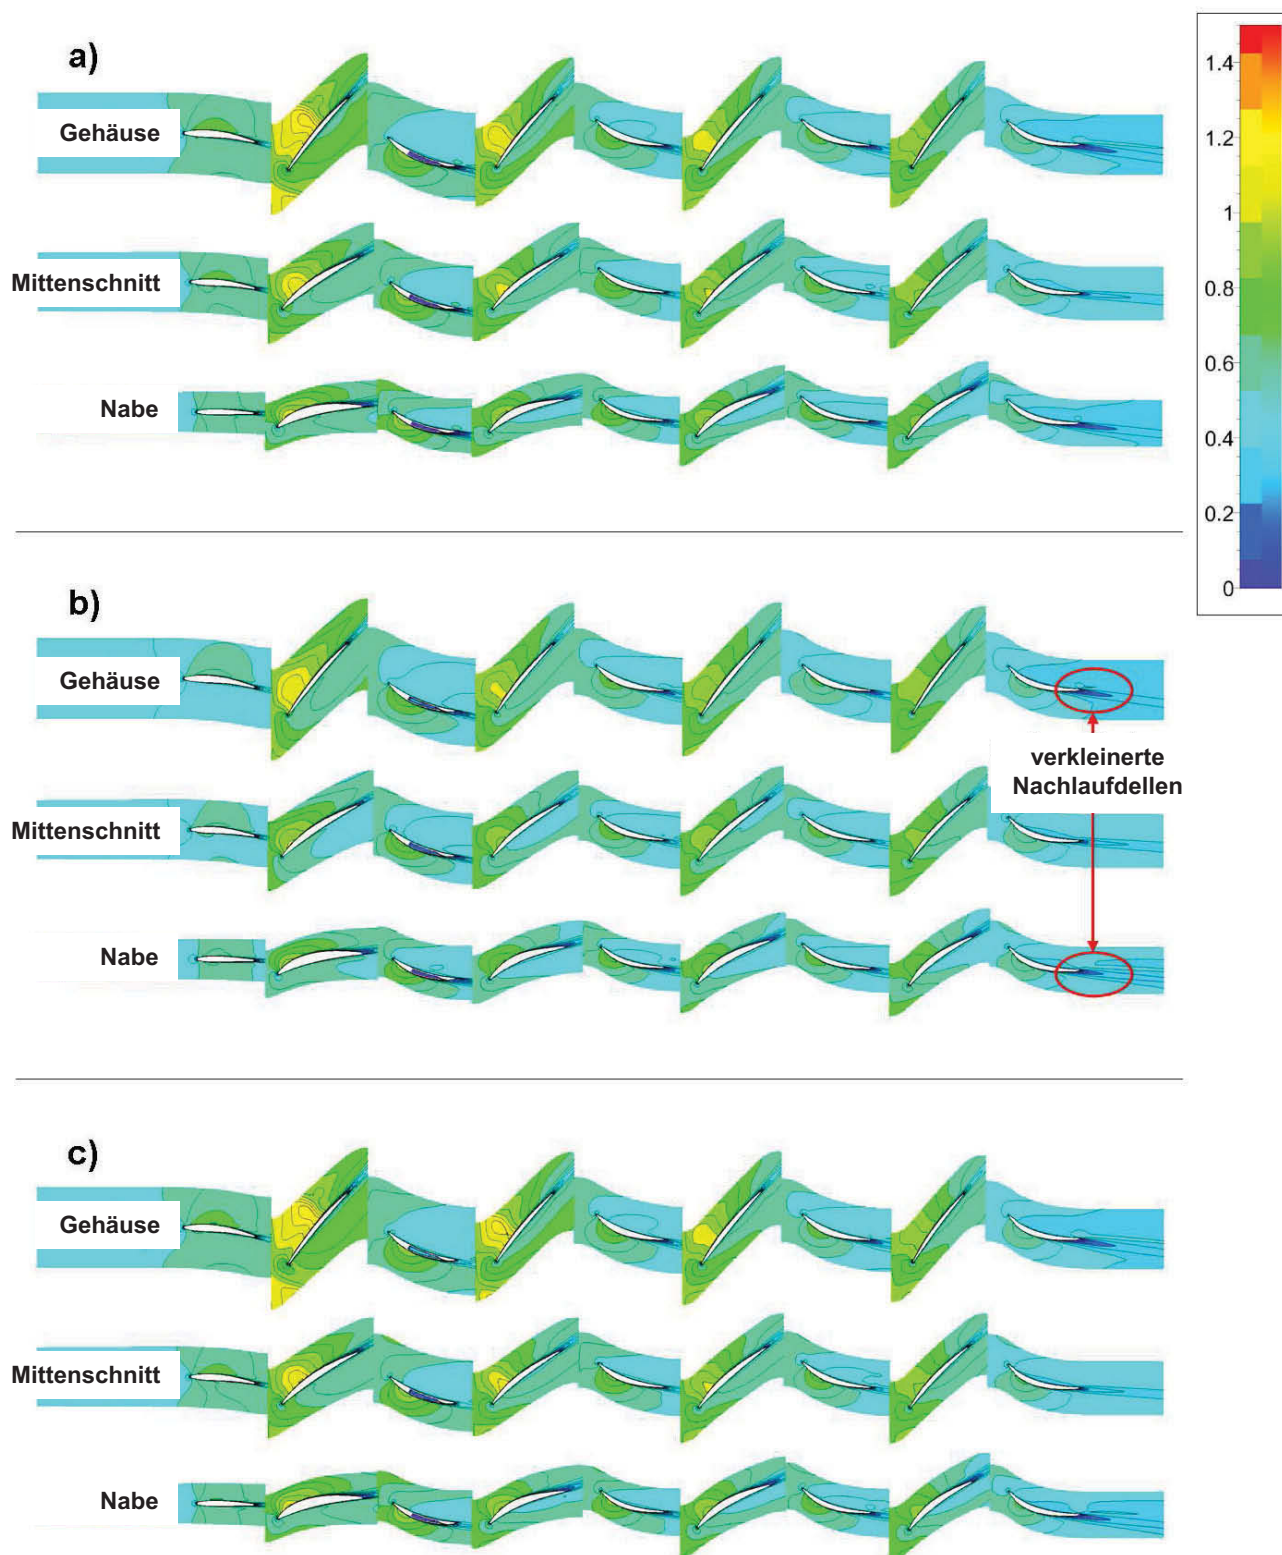 a)
Gehäuse
Mittenschnitt
Nabe
1.4
1.2
1
0.8
0.6
0.4
0.2
0
b)
Gehäuse
verkleinerte
Nachlaufdellen
Mittenschnitt
Nabe
c)
Gehäuse
Mittenschnitt
Nabe